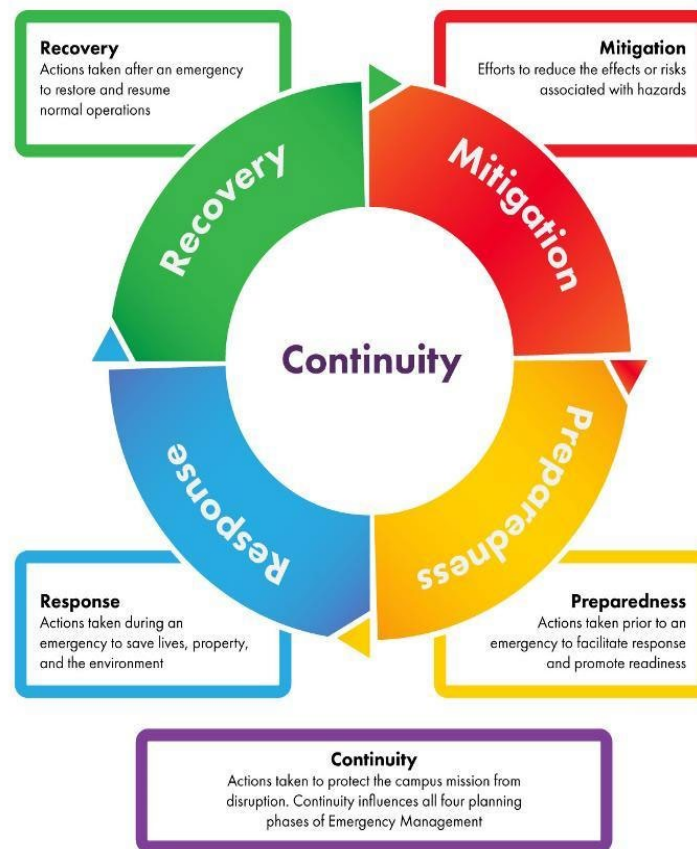 Recovery
Actions taken after an emergency
to restore and resume
normal operations
Mitigation
Efforts to reduce the effects or risks
associated with hazards
Recovery
Mitigation
Continuity
Response
Preparedness
Response
Actions taken during an
emergency to save lives, property,
and the environment
Preparedness
Actions taken prior to an
emergency to facilitate response
and promote readiness
Continuity
Actions taken to protect the campus mission from
disruption. Continuity influences all four planning
phases of Emergency Management